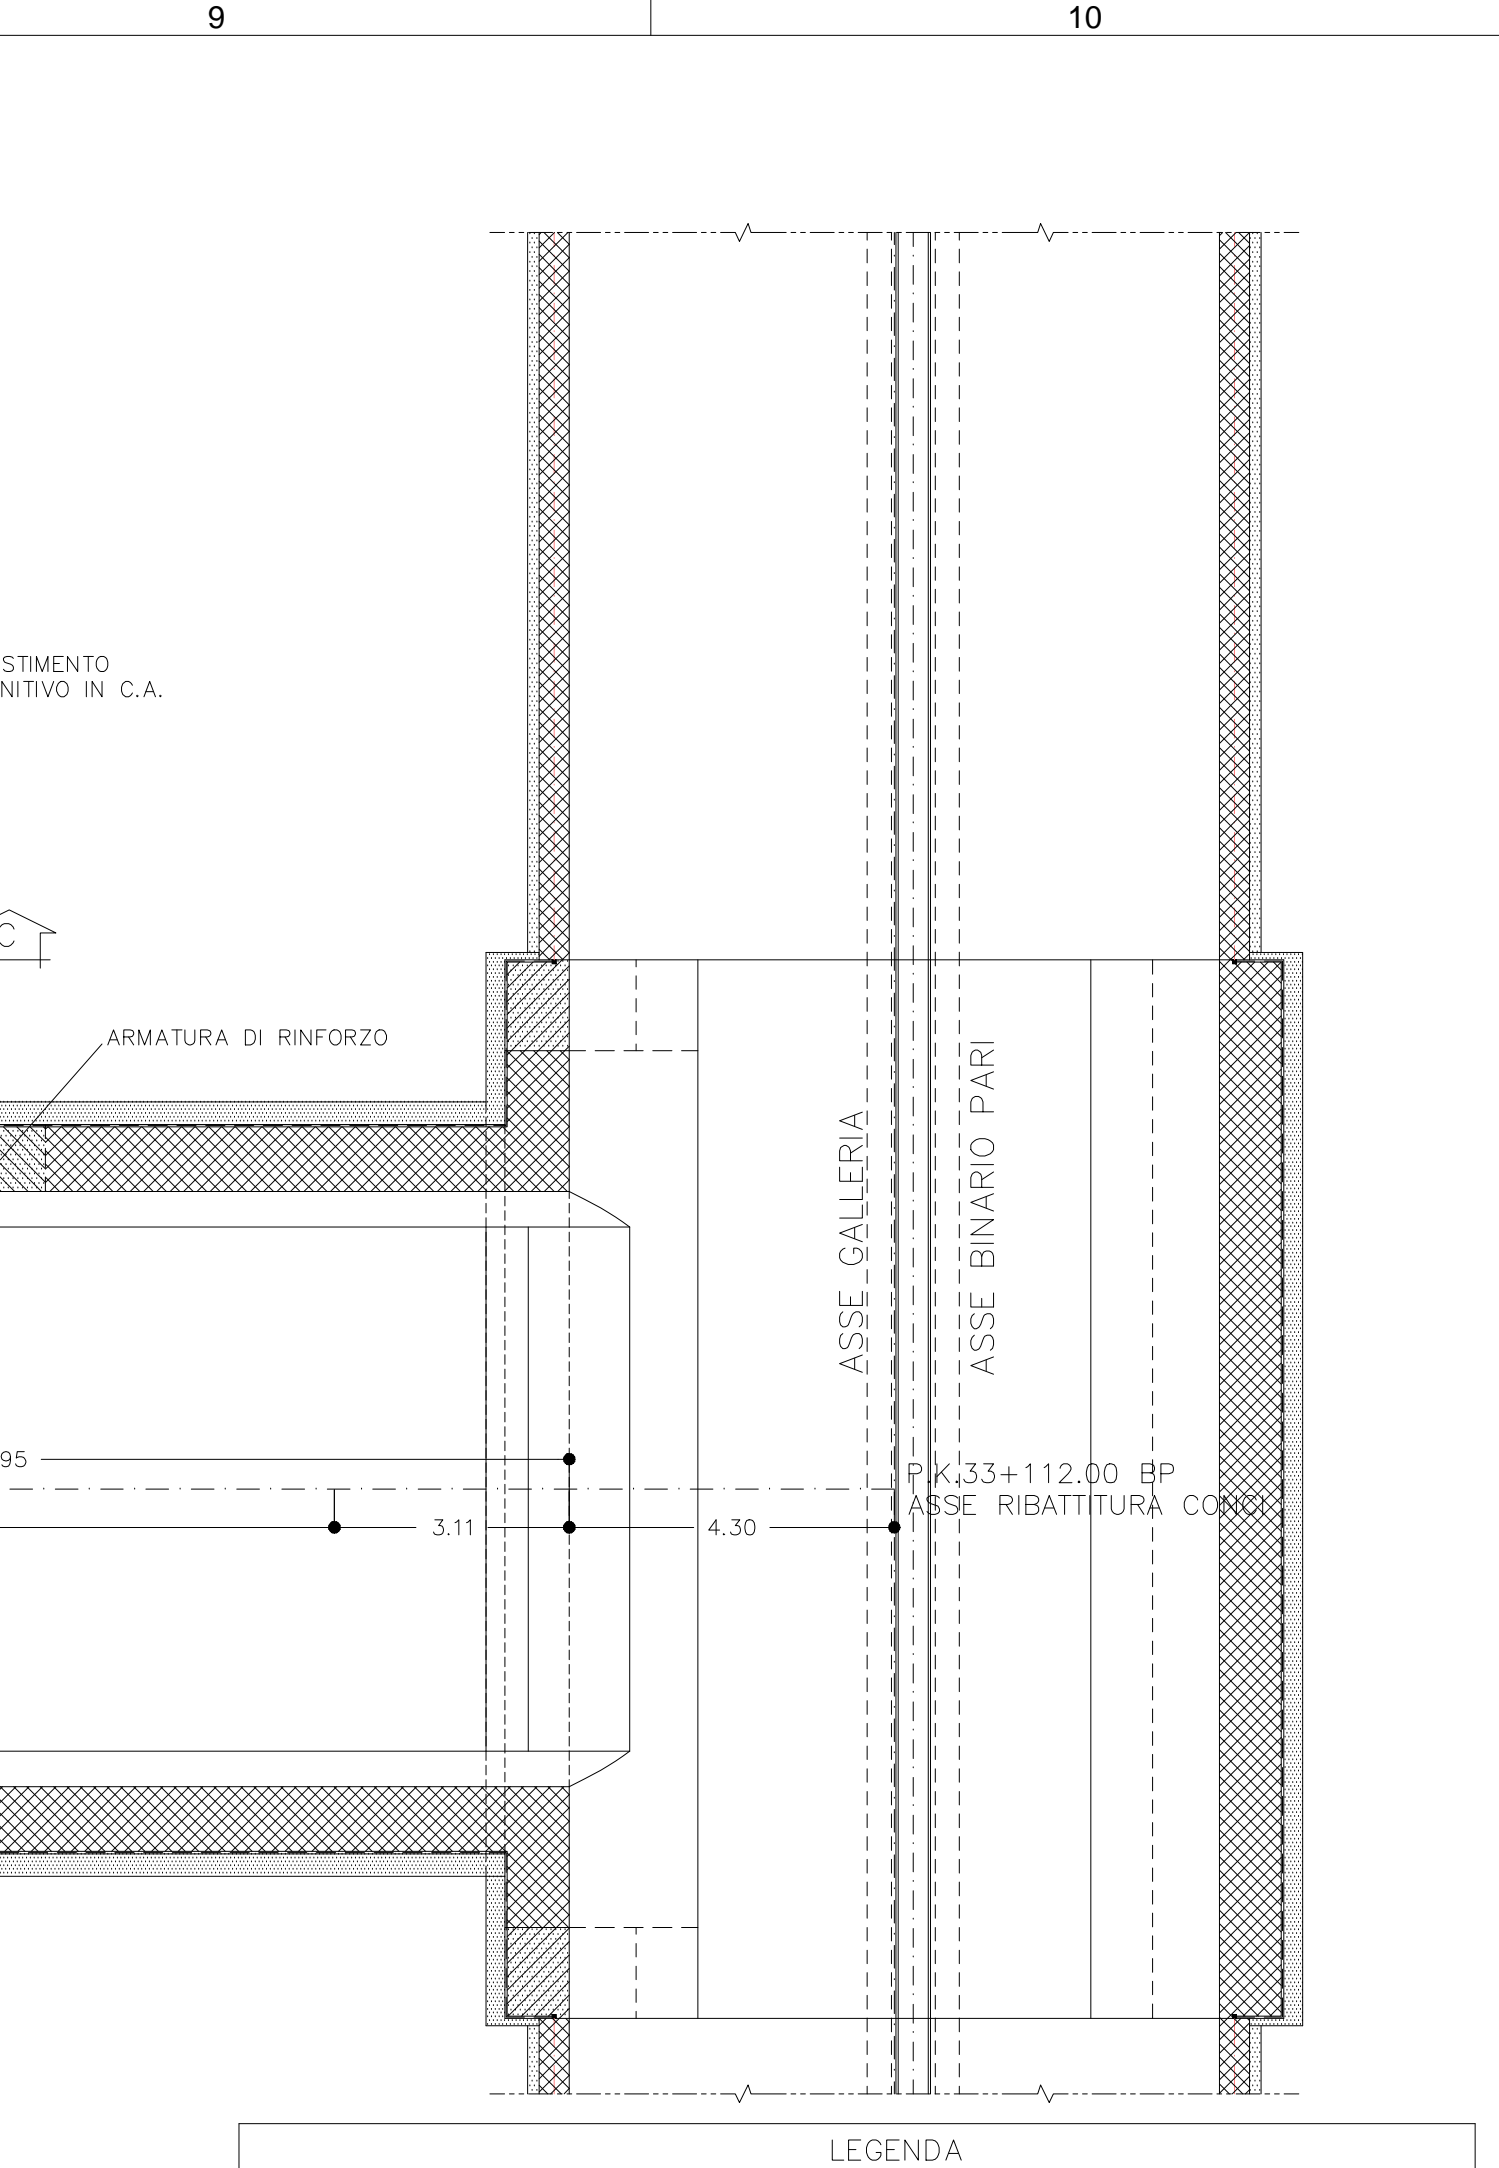 9
10
STIMENTO
NITIVO IN C.A.
C
ARMATURA DI RINFORZO
ASSE GALLERIA
ASSE BINARIO PARI
95
P.K.33+112.00 BP
ASSE RIBATTITURA CONCI
3.11
4.30
LEGENDA